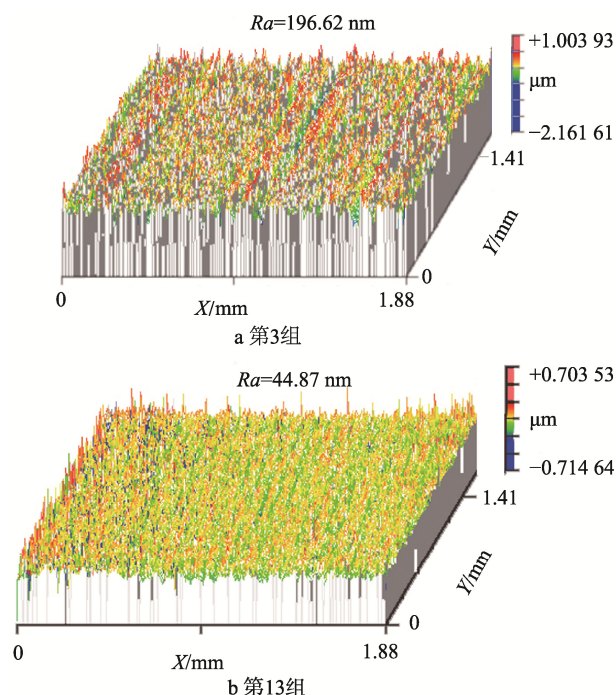 Ra=196.62 nm
+1.003 93
μm
−2.161 61
1.41
Y/mm
0
0
X/mm
1.88
a 第3组
Ra=44.87 nm
+0.703 53
μm
−0.714 64
1.41
Y/mm
0
0
X/mm
1.88
b 第13组